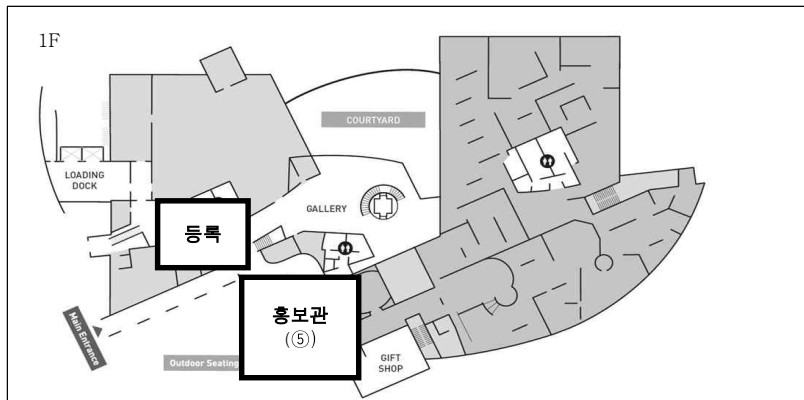 1F
COURTYARD
LOADING
DOCK
GALLERY
등록
홍보관
(⑤)
Main Entrance
Outdoor Seating
GIFT
SHOP